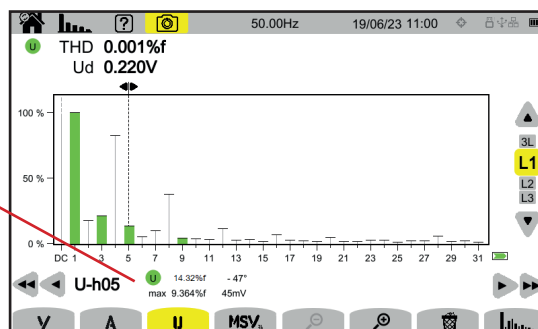 ? 50.00Hz 19/06/23 11:00
U THD 0.001%f
Ud 0.220V
100 %
50 %
0 %
DC 1 3 5 7 9 11 13 15 17 19 21 23 25 27 29 31
3L
L1
L2
L3
U-h05 U 14.32%f - 47°
max 9.364%f 45mV
V A U MSV